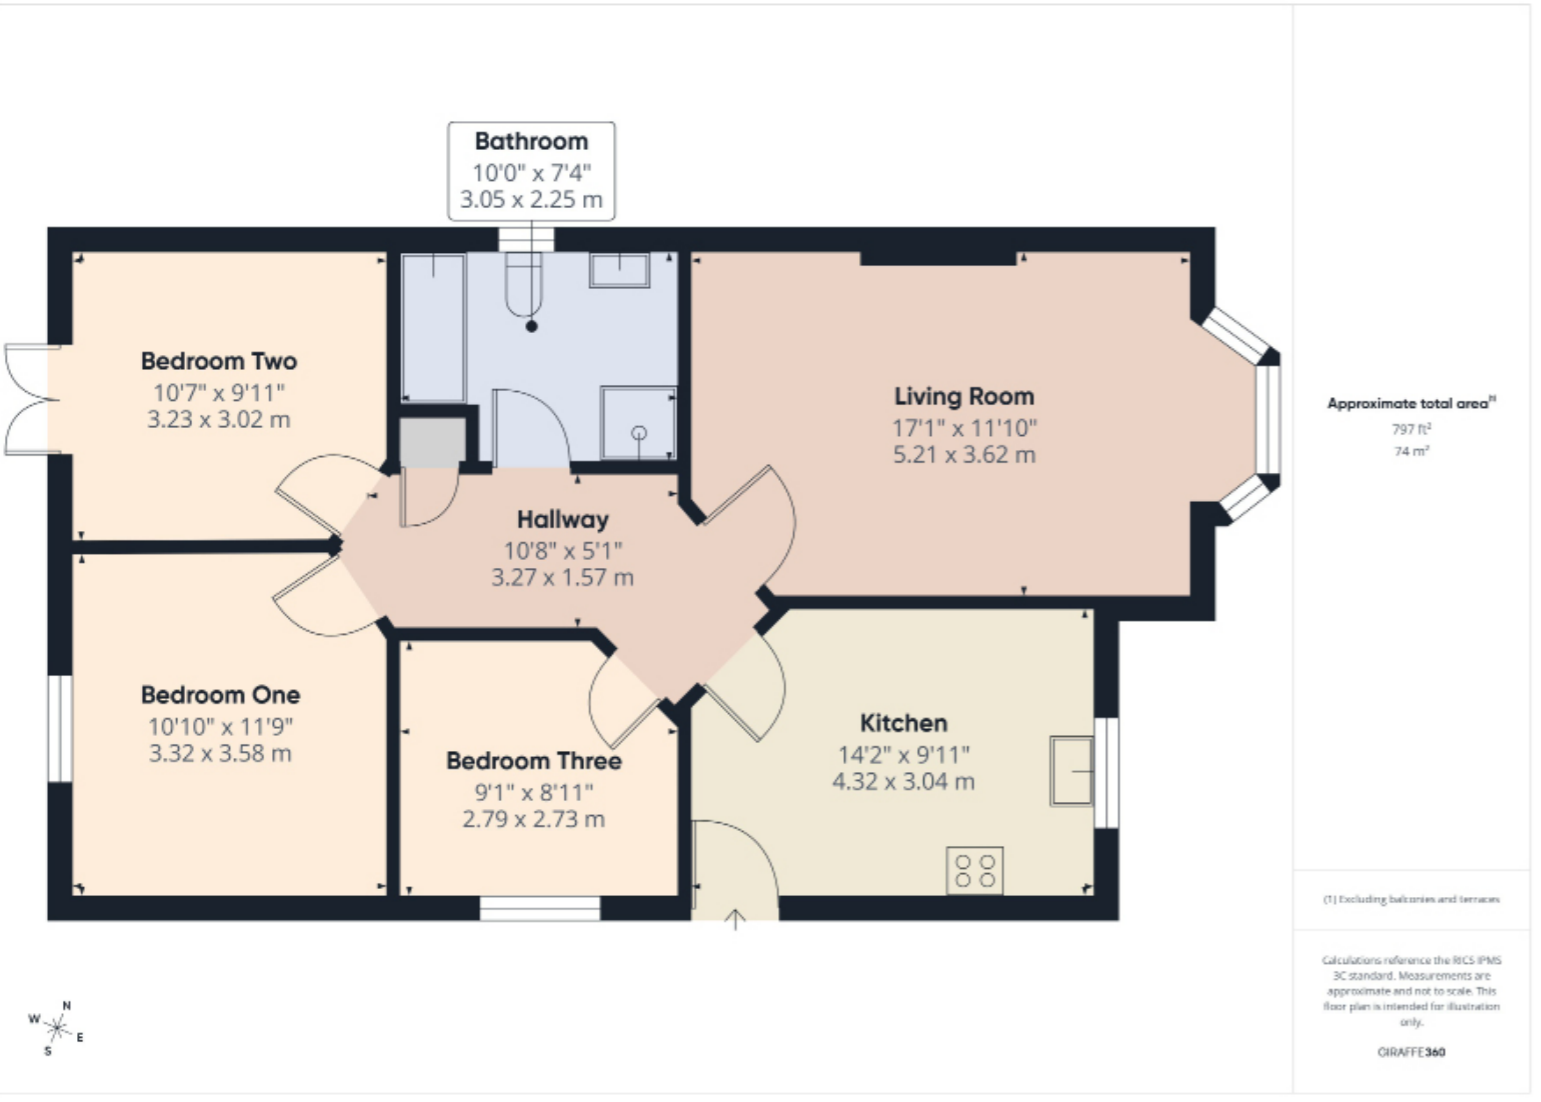 Bathroom
10'0" x 7'4"
3.05 x 2.25 m
Bedroom Two
10'7" x 9'11"
3.23 x 3.02 m
Living Room
17'1" x 11'10"
5.21 x 3.62 m
Hallway
10'8" x 5'1"
3.27 x 1.57 m
Bedroom One
10'10" x 11'9"
3.32 x 3.58 m
Bedroom Three
9'1" x 8'11"
2.79 x 2.73 m
Kitchen
14'2" x 9'11"
4.32 x 3.04 m
N
W
E
S
Approximate total area⁽¹⁾
797 ft²
74 m²
(1) Excluding balconies and terraces
Calculations reference the RICS IPMS
3C standard. Measurements are
approximate and not to scale. This
floor plan is intended for illustration
only.
GIRAFFE360